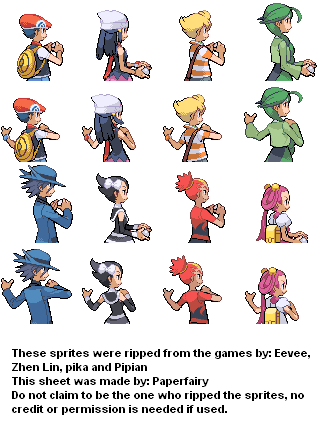 These sprites were ripped from the games by: Eevee,
Zhen Lin, pika and Pipian
This sheet was made by: Paperfairy
Do not claim to be the one who ripped the sprites, no
credit or permission is needed if used.